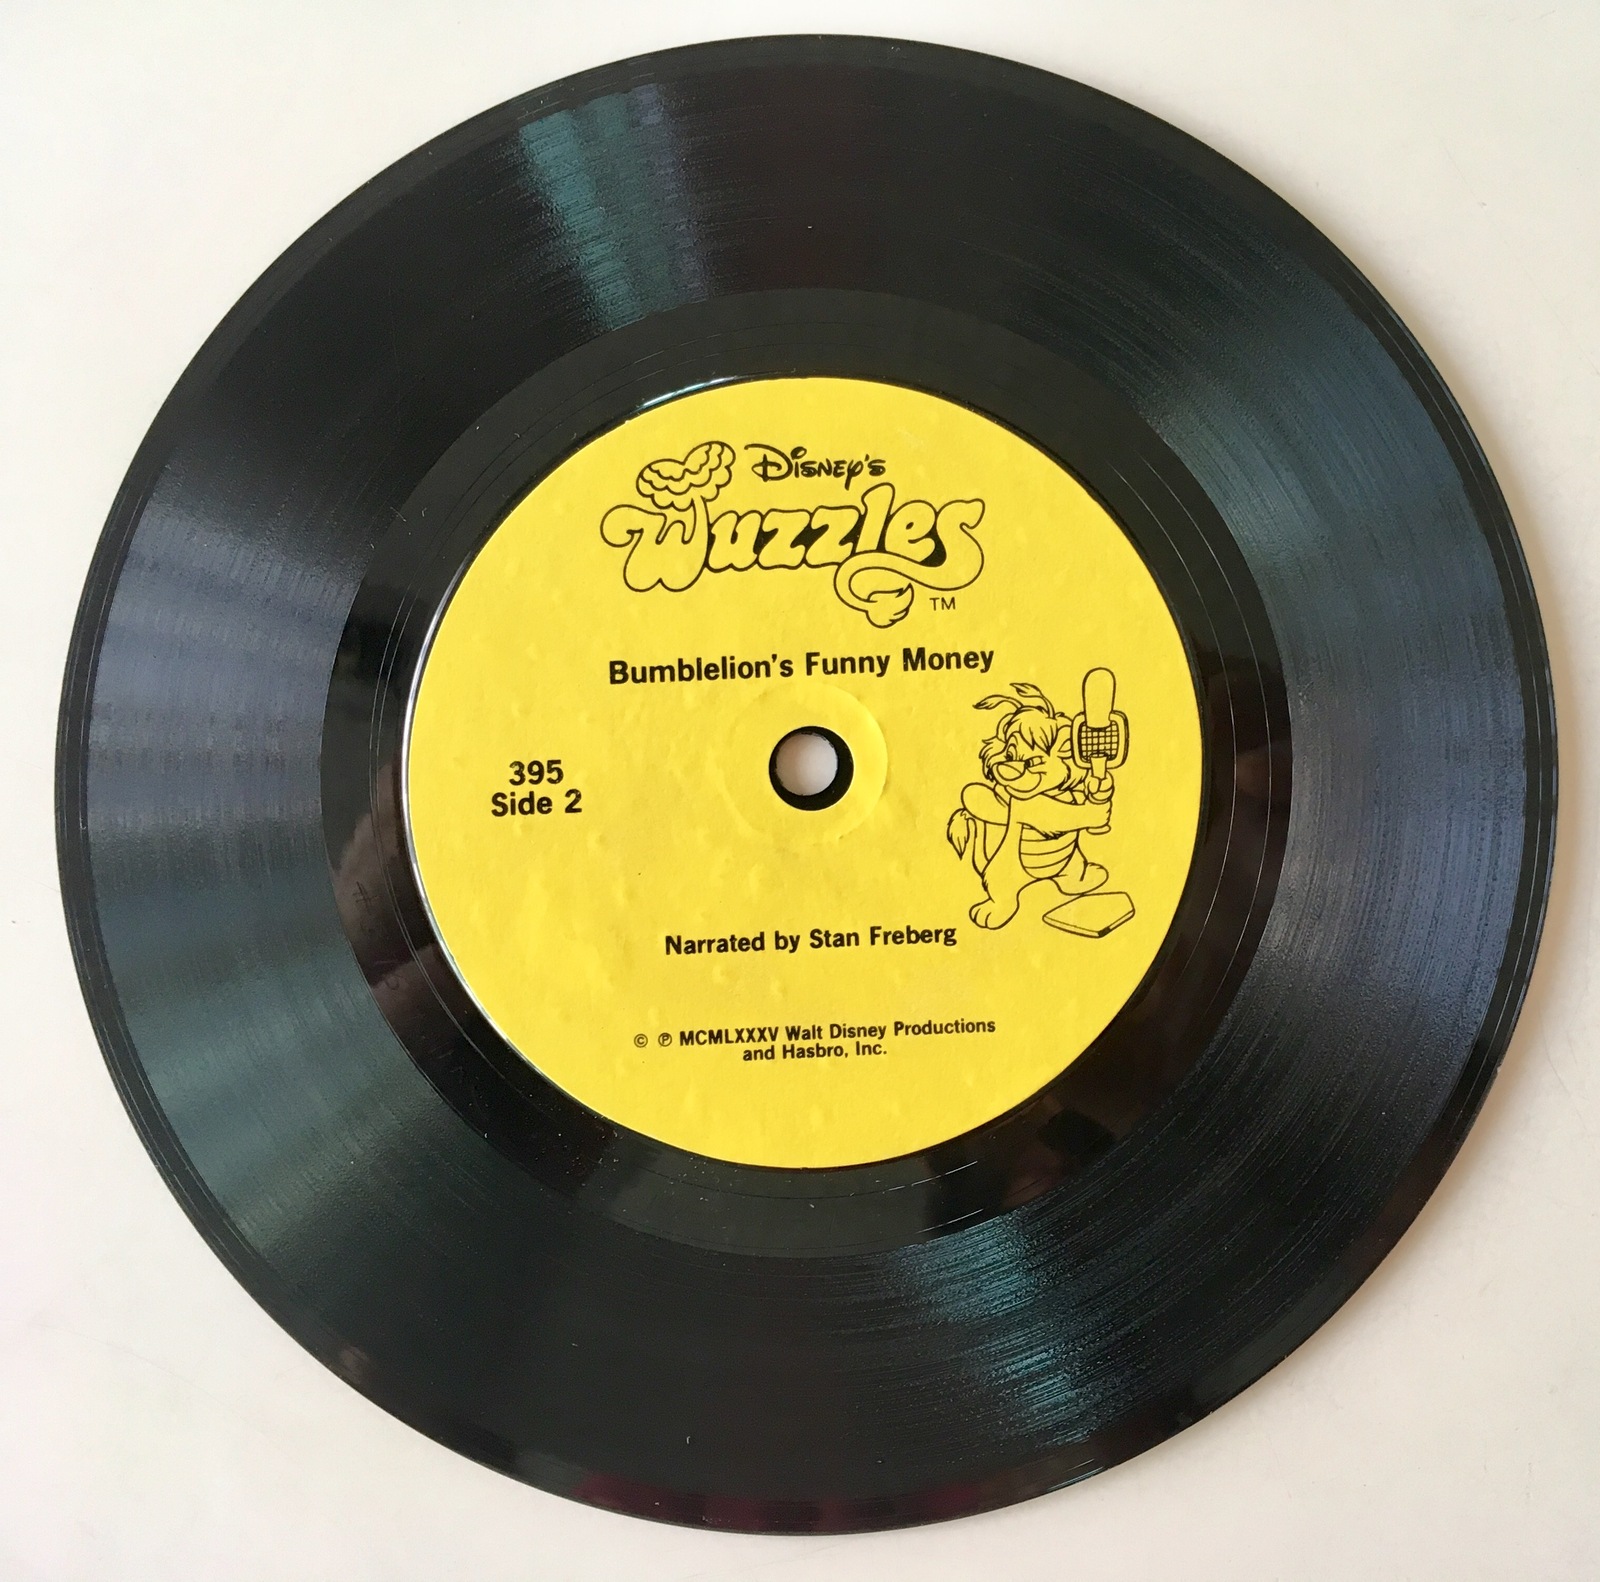 Disney's
Wuzzles
TM
Bumblelion's Funny Money
395
Side 2
Narrated by Stan Freberg
© ℗ MCMLXXXV Walt Disney Productions
and Hasbro, Inc.